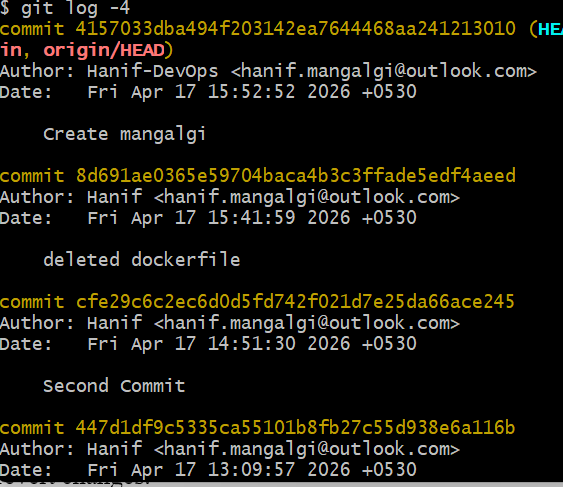 $ git log -4
commit 4157033dba494f203142ea7644468aa241213010 (HE
in, origin/HEAD)
Author: Hanif-DevOps <hanif.mangalgi@outlook.com>
Date:   Fri Apr 17 15:52:52 2026 +0530
Create mangalgi
commit 8d691ae0365e59704baca4b3c3ffade5edf4aeed
Author: Hanif <hanif.mangalgi@outlook.com>
Date:   Fri Apr 17 15:41:59 2026 +0530
deleted dockerfile
commit cfe29c6c2ec6d0d5fd742f021d7e25da66ace245
Author: Hanif <hanif.mangalgi@outlook.com>
Date:   Fri Apr 17 14:51:30 2026 +0530
Second Commit
commit 447d1df9c5335ca55101b8fb27c55d938e6a116b
Author: Hanif <hanif.mangalgi@outlook.com>
Date:   Fri Apr 17 13:09:57 2026 +0530